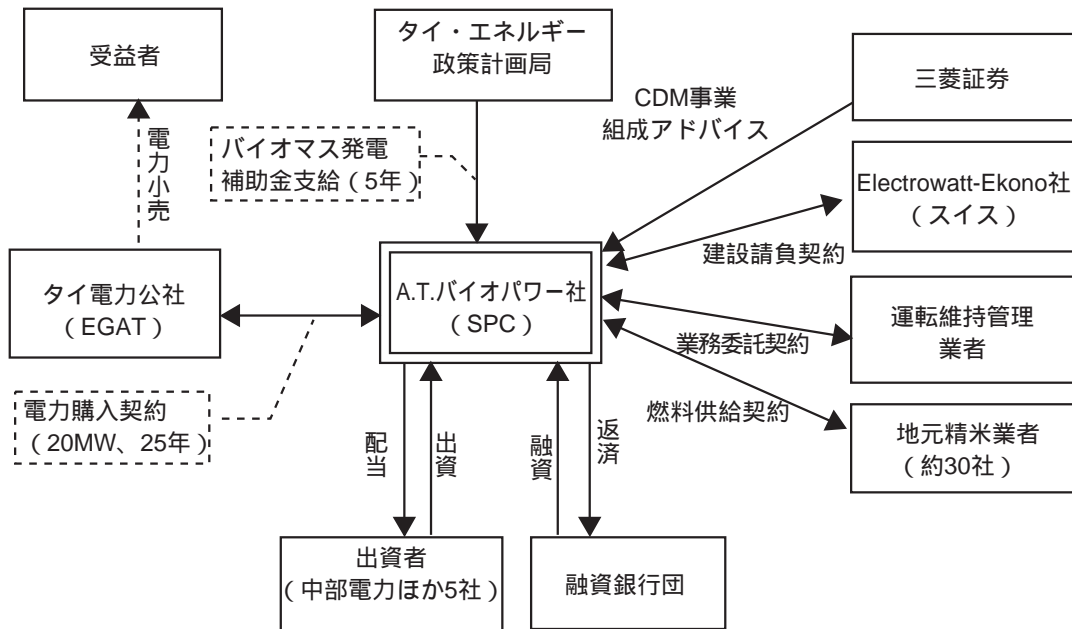 受益者
タイ・エネルギー
政策計画局
三菱証券
CDM事業
組成アドバイス
電力小売
バイオマス発電
補助金支給(5年)
Electrowatt-Ekono社
(スイス)
建設請負契約
タイ電力公社
(EGAT)
A.T.バイオパワー社
(SPC)
運転維持管理
業者
業務委託契約
電力購入契約
(20MW、25年)
燃料供給契約
地元精米業者
(約30社)
配当
出資
融資
返済
出資者
(中部電力ほか5社)
融資銀行団